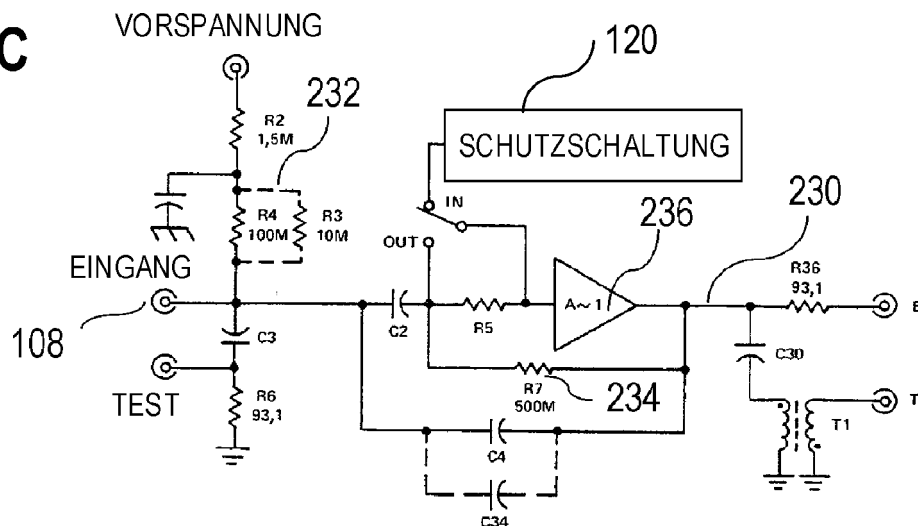 C
VORSPANNUNG
120
232
R2
1,5M
SCHUTZSCHALTUNG
IN
R4
100M
R3
10M
OUT
236
230
R36
93,1
E
EINGANG
108
C2
R5
A~1
C3
C30
TEST
R6
93,1
R7
500M
234
T
T1
C4
C34